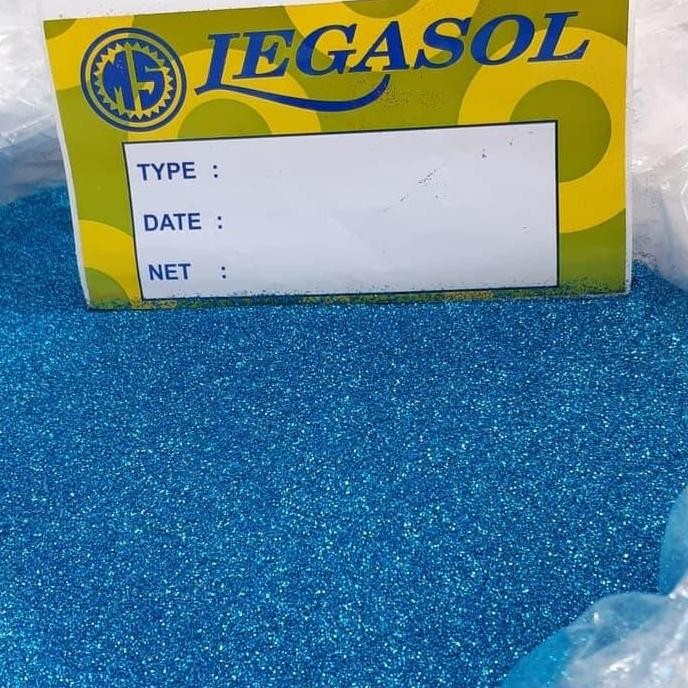 MS LEGASOL
TYPE :
DATE :
NET :